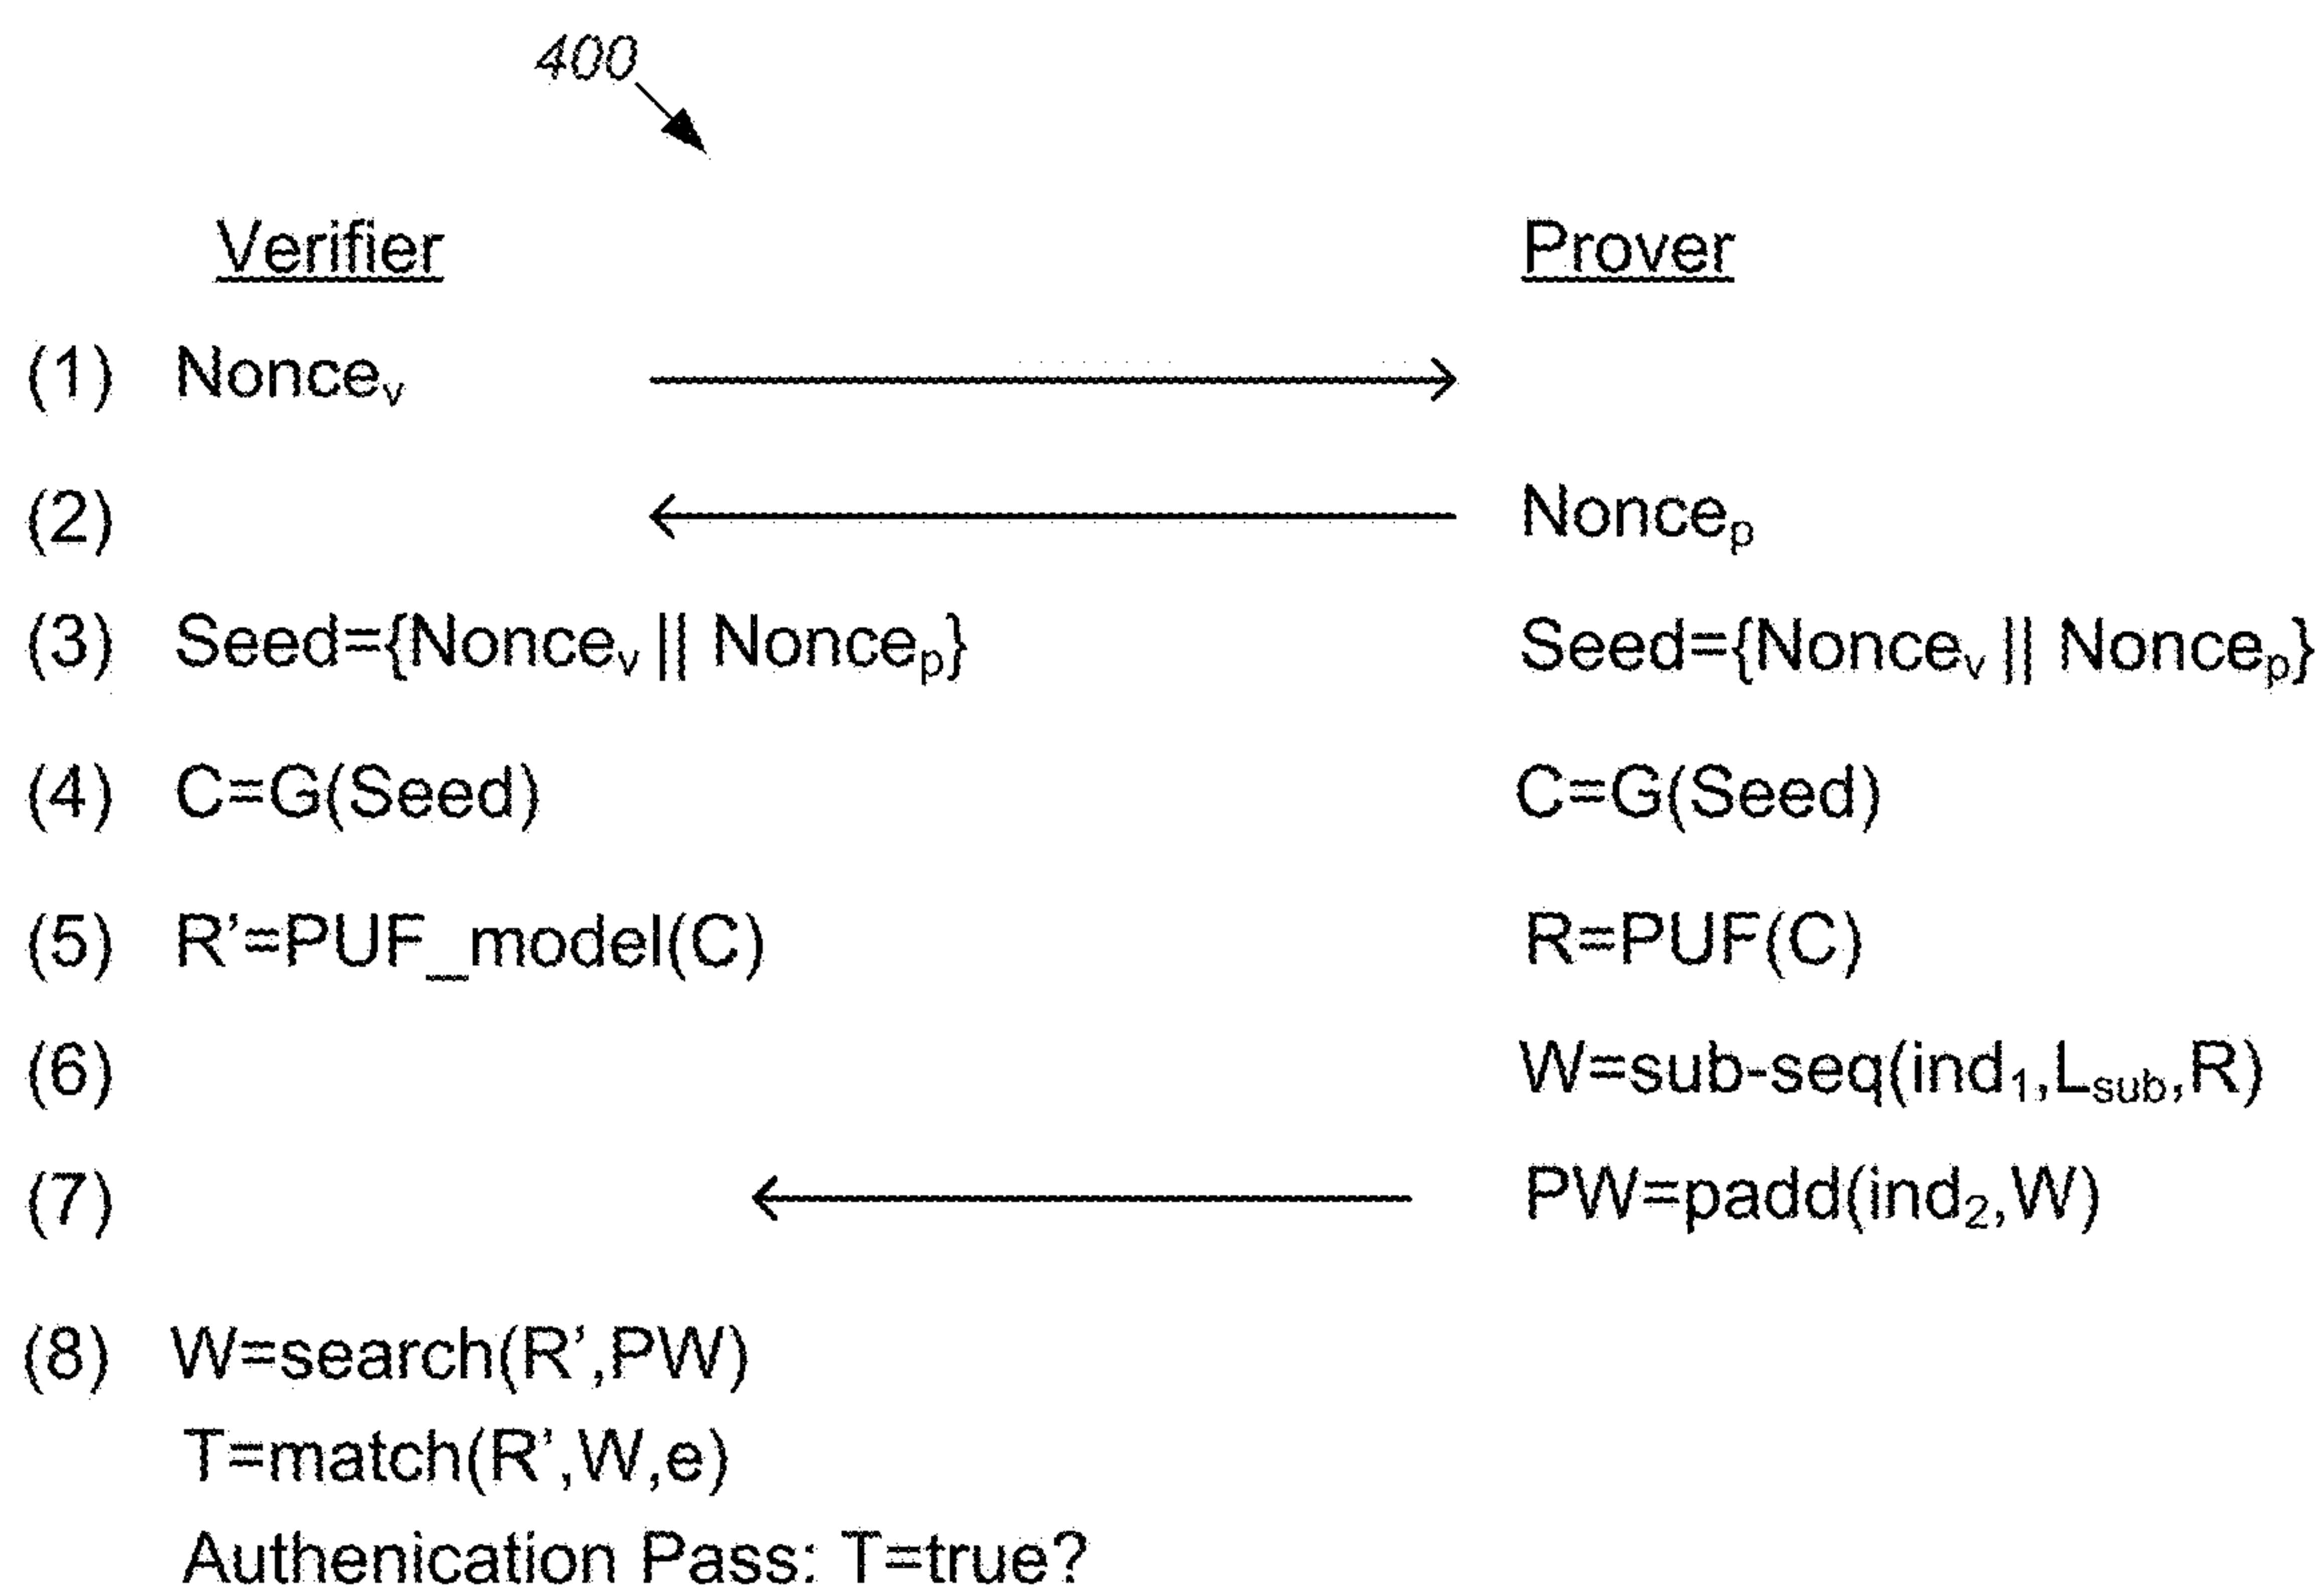 400
Verifier Prover
(1) Nonceᵥ
(2) Nonceₚ
(3) Seed={Nonceᵥ || Nonceₚ} Seed={Nonceᵥ || Nonceₚ}
(4) C=G(Seed) C=G(Seed)
(5) R’=PUF_model(C) R=PUF(C)
(6) W=sub-seq(ind₁,Lsub,R)
(7) PW=padd(ind₂,W)
(8) W=search(R’,PW)
T=match(R’,W,e)
Authenication Pass: T=true?